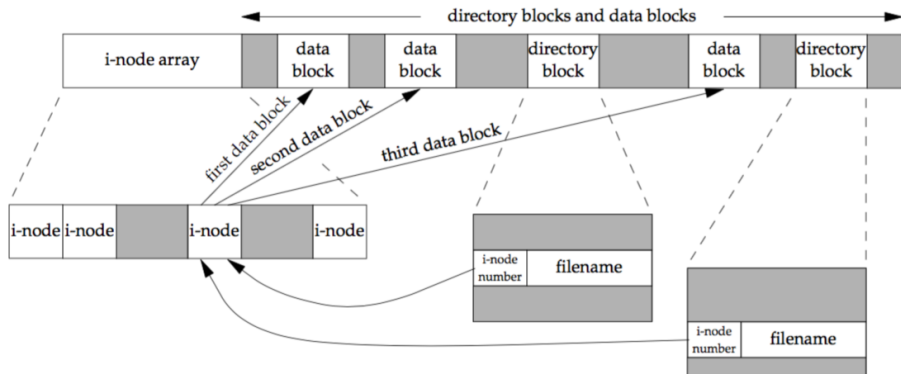 directory blocks and data blocks
i-node array
data
block
data
block
directory
block
data
block
directory
block
first data block
second data block
third data block
i-node
i-node
i-node
i-node
i-node
number
filename
i-node
number
filename